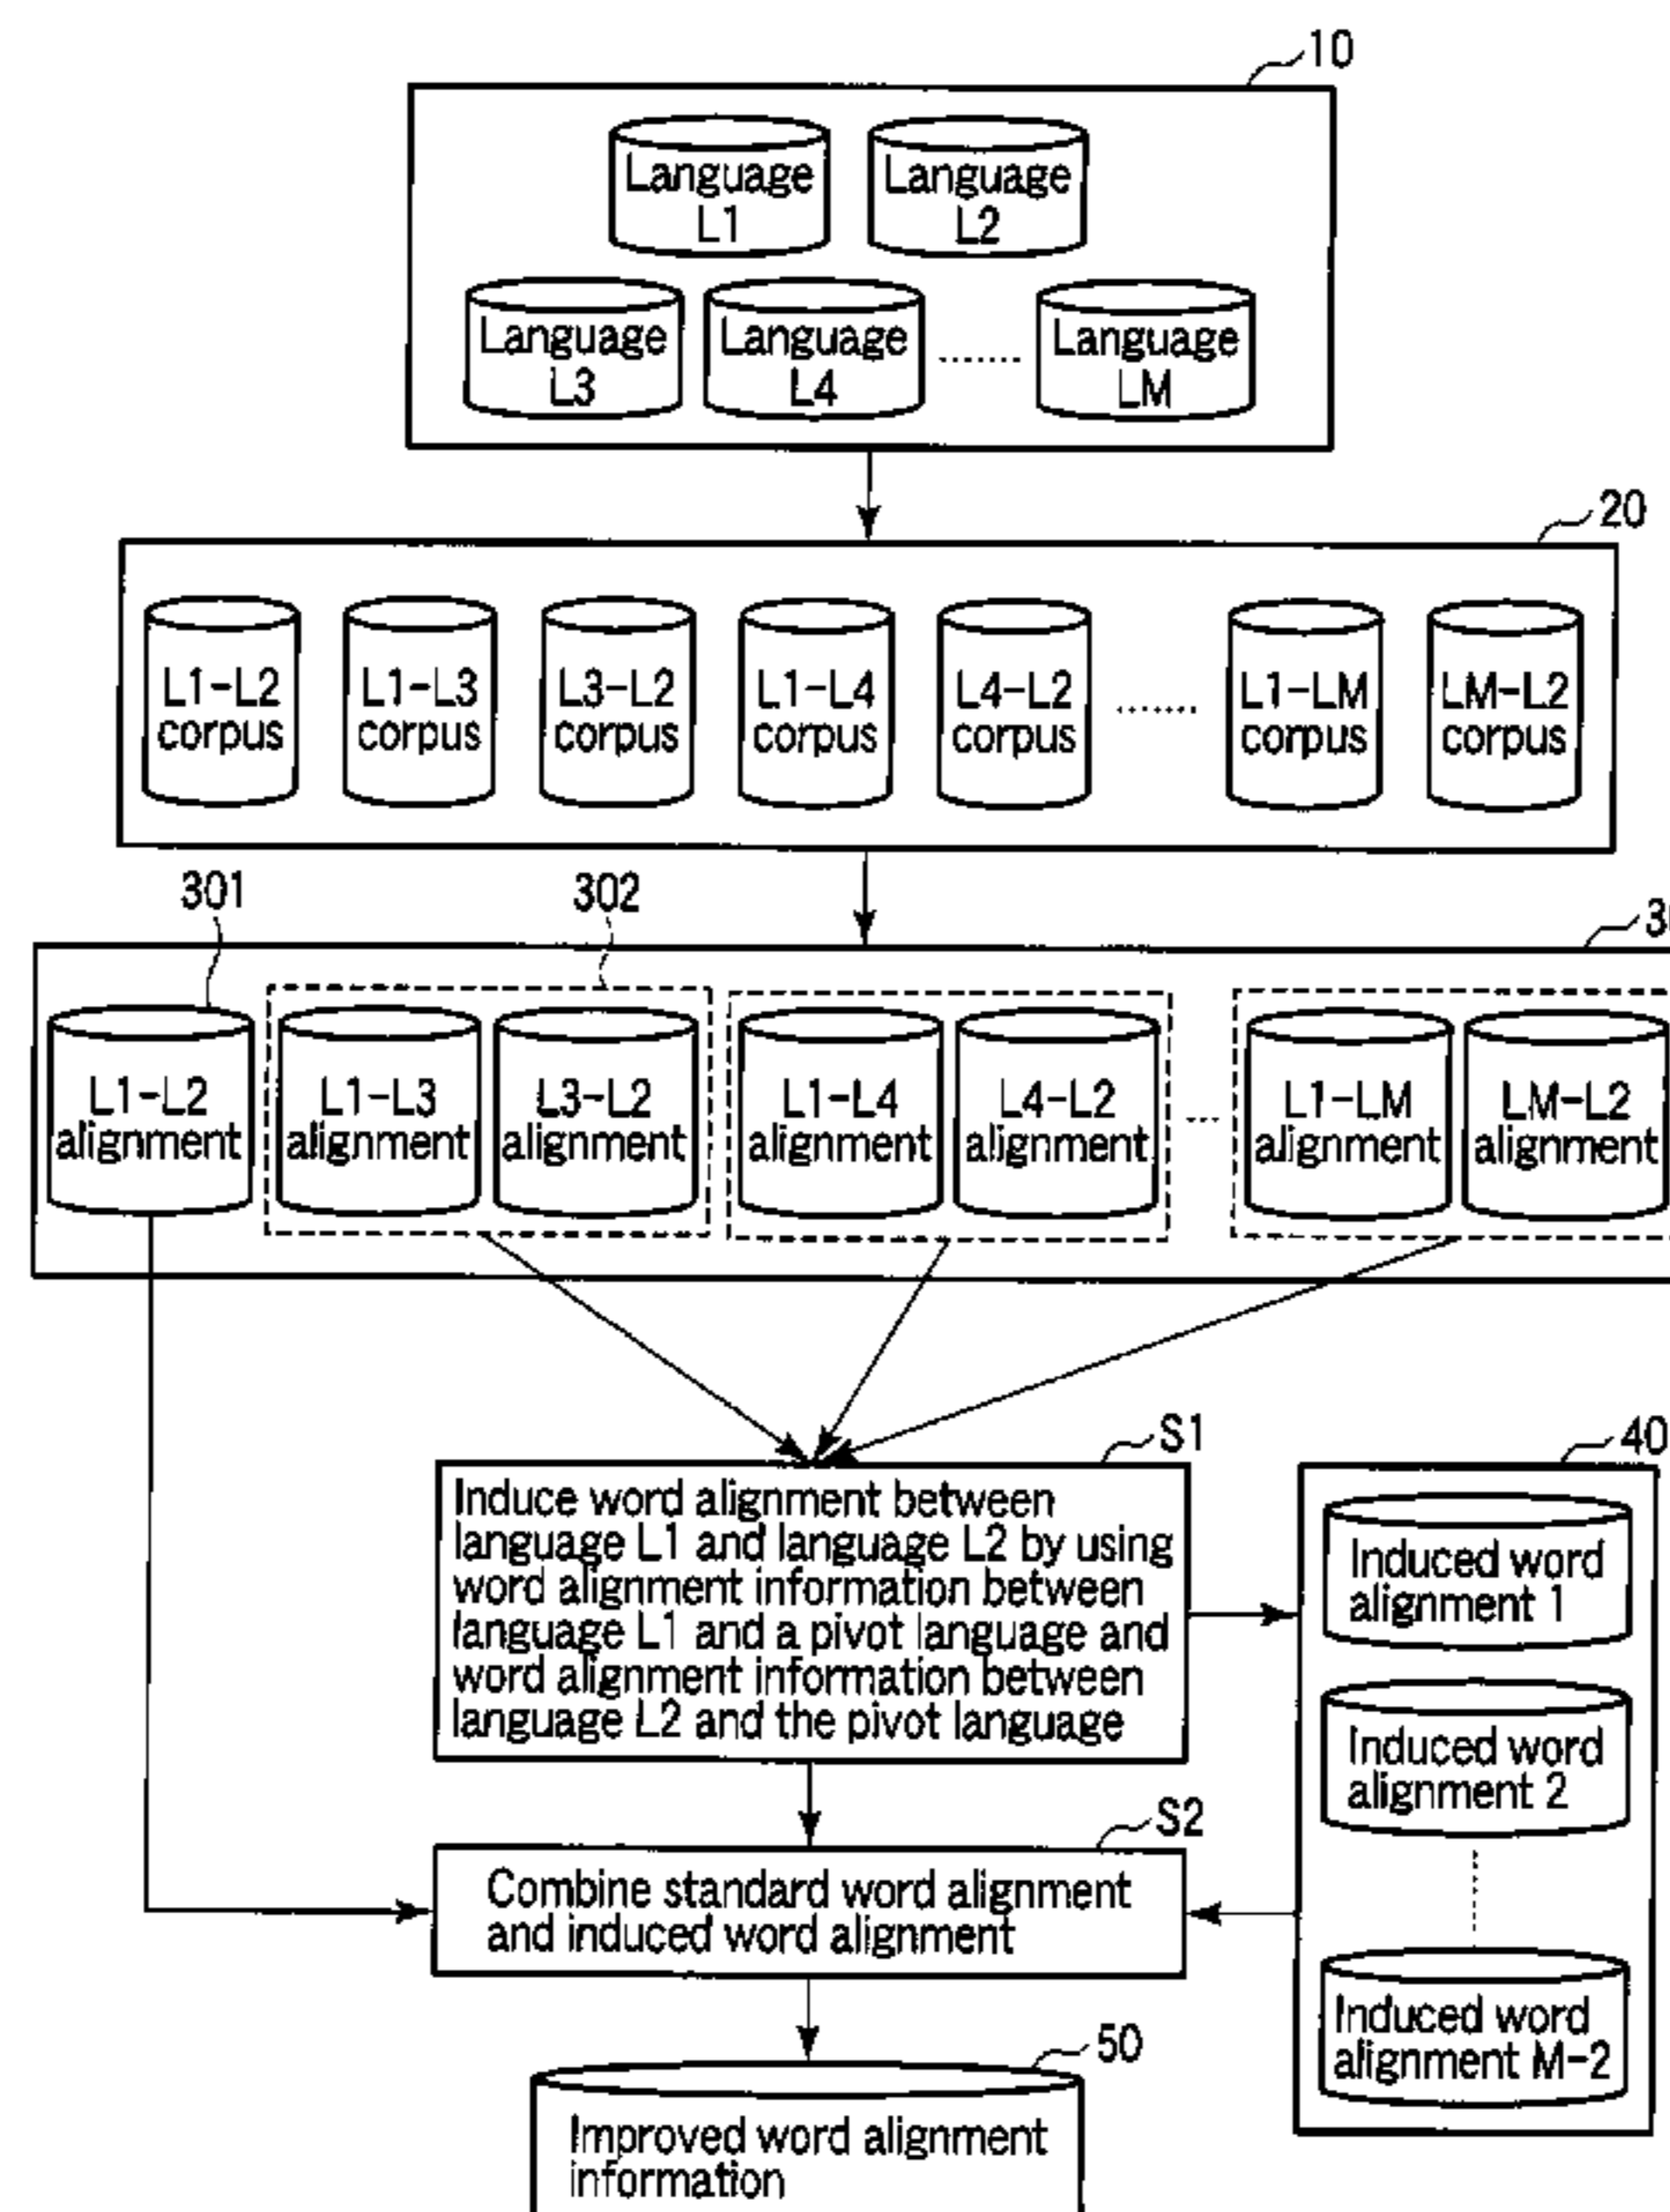 10
Language
L1
Language
L2
Language
L3
Language
L4
.......
Language
LM
20
L1-L2
corpus
L1-L3
corpus
L3-L2
corpus
L1-L4
corpus
L4-L2
corpus
.......
L1-LM
corpus
LM-L2
corpus
301
302
L1-L2
alignment
L1-L3
alignment
L3-L2
alignment
L1-L4
alignment
L4-L2
alignment
L1-LM
alignment
LM-L2
alignment
S1
Induce word alignment between
language L1 and language L2 by using
word alignment information between
language L1 and a pivot language and
word alignment information between
language L2 and the pivot language
40
Induced word
alignment 1
Induced word
alignment 2
Induced word
alignment M-2
S2
Combine standard word alignment
and induced word alignment
50
Improved word alignment
information